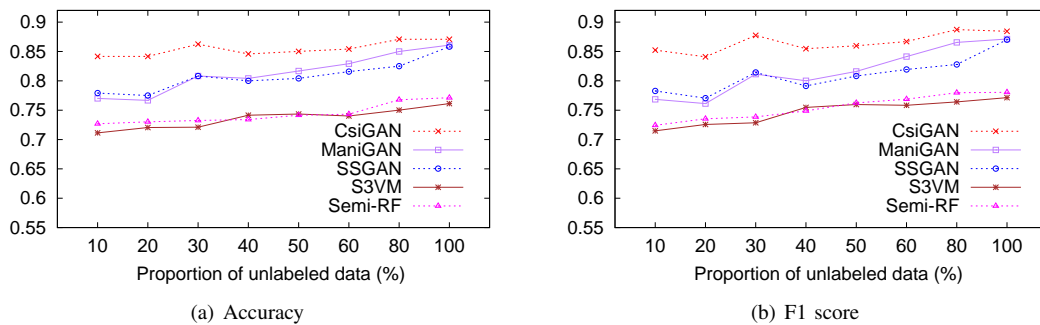 0.9
0.85
0.8
0.75
0.7
0.65
0.6
0.55
CsiGAN
ManiGAN
SSGAN
S3VM
Semi-RF
10 20 30 40 50 60 80 100
Proportion of unlabeled data (%)
(a) Accuracy
0.9
0.85
0.8
0.75
0.7
0.65
0.6
0.55
CsiGAN
ManiGAN
SSGAN
S3VM
Semi-RF
10 20 30 40 50 60 80 100
Proportion of unlabeled data (%)
(b) F1 score